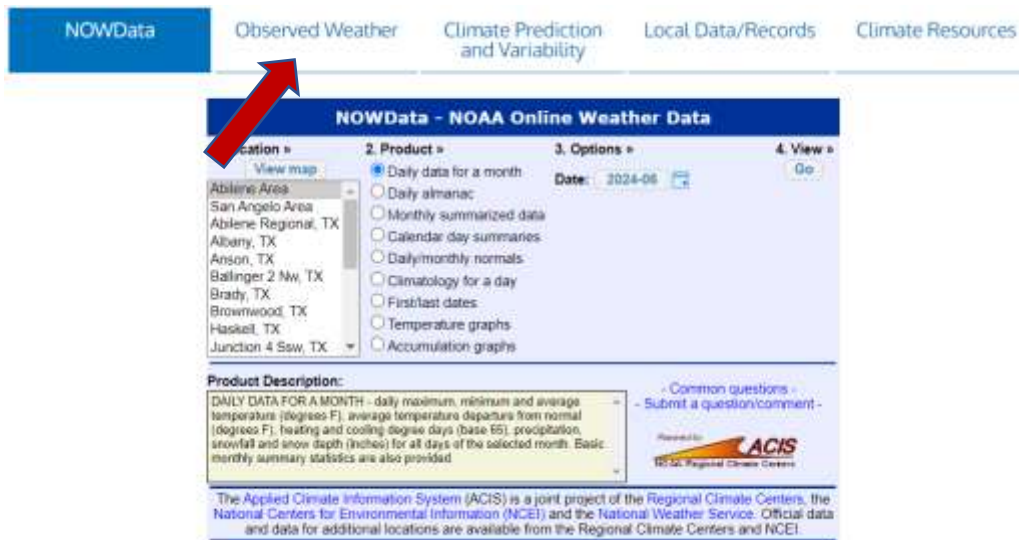 NOWData
Observed Weather
Climate Prediction
and Variability
Local Data/Records
Climate Resources
NOWData - NOAA Online Weather Data
cation »
View map
Abilene Area
San Angelo Area
Abilene Regional, TX
Albany, TX
Anson, TX
Ballinger 2 Nw, TX
Brady, TX
Brownwood, TX
Haskell, TX
Junction 4 Ssw, TX
2. Product »
Daily data for a month
Daily almanac
Monthly summarized data
Calendar day summaries
Daily/monthly normals
Climatology for a day
First/last dates
Temperature graphs
Accumulation graphs
3. Options »
Date: 2024-06
4. View »
Go
Product Description:
DAILY DATA FOR A MONTH - daily maximum, minimum and average
temperature (degrees F), average temperature departure from normal
(degrees F), heating and cooling degree days (base 65), precipitation,
snowfall and snow depth (inches) for all days of the selected month. Basic
monthly summary statistics are also provided.
- Common questions -
- Submit a question/comment -
Powered by
ACIS
NOAA Regional Climate Centers
The Applied Climate Information System (ACIS) is a joint project of the Regional Climate Centers, the
National Centers for Environmental Information (NCEI) and the National Weather Service. Official data
and data for additional locations are available from the Regional Climate Centers and NCEI.